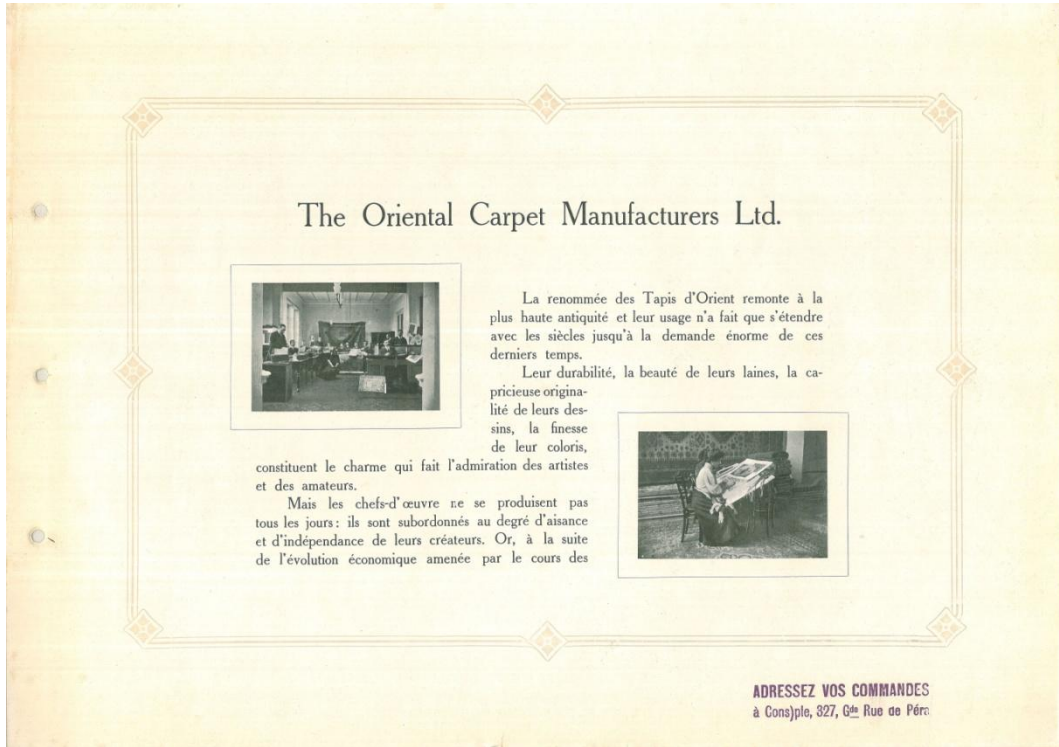 The Oriental Carpet Manufacturers Ltd.
La renommée des Tapis d'Orient remonte à la
plus haute antiquité et leur usage n'a fait que s'étendre
avec les siècles jusqu'à la demande énorme de ces
derniers temps.
Leur durabilité, la beauté de leurs laines, la ca-
pricieuse origina-
lité de leurs des-
sins, la finesse
de leur coloris,
constituent le charme qui fait l'admiration des artistes
et des amateurs.
Mais les chefs-d'œuvre ne se produisent pas
tous les jours: ils sont subordonnés au degré d'aisance
et d'indépendance de leurs créateurs. Or, à la suite
de l'évolution économique amenée par le cours des
ADRESSEZ VOS COMMANDES
à Cons)ple, 327, Gde Rue de Péra